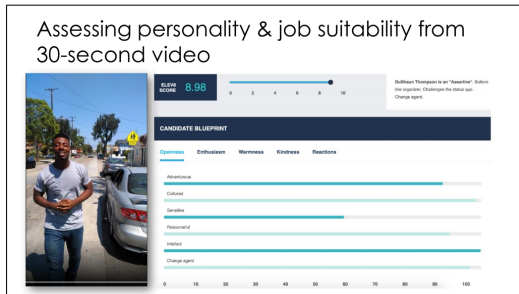 Assessing personality & job suitability from
30-second video
ELEV8
SCORE
8.98
0 2 4 6 8 10
DuShaun Thompson is an "Assertive". Bottom
line organizer. Challenges the status quo.
Change agent.
CANDIDATE BLUEPRINT
Openness Enthusiasm Warmness Kindness Reactions
Adventurous
Cultured
Sensitive
Resourceful
Intellect
Change agent
0 10 20 30 40 50 60 70 80 90 100